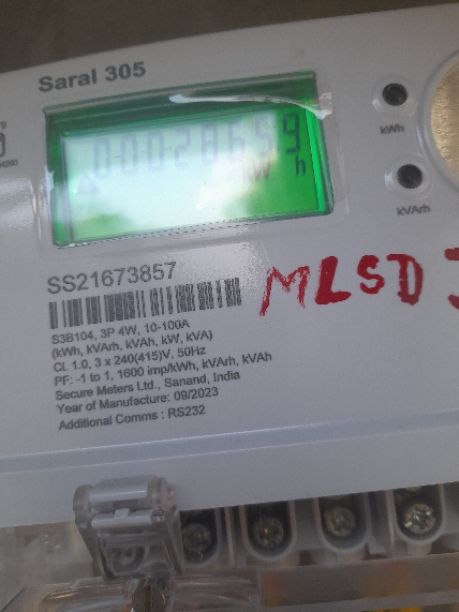 Saral 305
00028659
kW
h
kWh
kVArh
SS21673857
MLSD
S3B104, 3P 4W, 10-100A
(kWh, kVArh, kVAh, kW, kVA)
Cl. 1.0, 3 x 240(415)V, 50Hz
PF: -1 to 1, 1600 imp/kWh, kVArh, kVAh
Secure Meters Ltd., Sanand, India
Year of Manufacture: 09/2023
Additional Comms : RS232